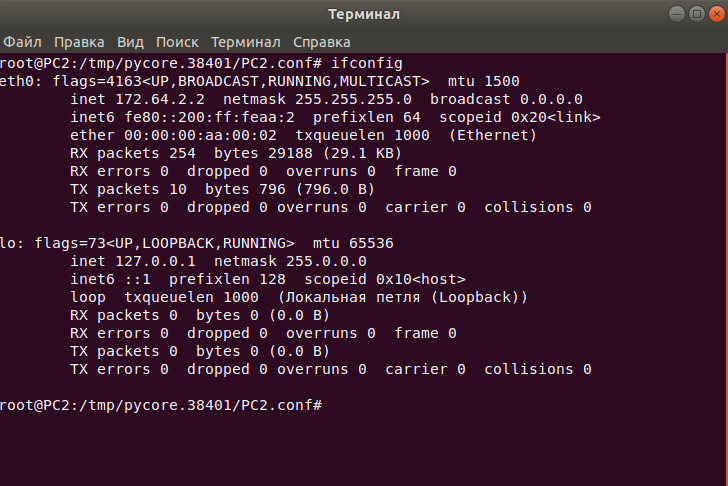 Терминал
Файл Правка Вид Поиск Терминал Справка
root@PC2:/tmp/pycore.38401/PC2.conf# ifconfig
eth0: flags=4163<UP,BROADCAST,RUNNING,MULTICAST>  mtu 1500
        inet 172.64.2.2  netmask 255.255.255.0  broadcast 0.0.0.0
        inet6 fe80::200:ff:feaa:2  prefixlen 64  scopeid 0x20<link>
        ether 00:00:00:aa:00:02  txqueuelen 1000  (Ethernet)
        RX packets 254  bytes 29188 (29.1 KB)
        RX errors 0  dropped 0  overruns 0  frame 0
        TX packets 10  bytes 796 (796.0 B)
        TX errors 0  dropped 0 overruns 0  carrier 0  collisions 0
lo: flags=73<UP,LOOPBACK,RUNNING>  mtu 65536
        inet 127.0.0.1  netmask 255.0.0.0
        inet6 ::1  prefixlen 128  scopeid 0x10<host>
        loop  txqueuelen 1000  (Локальная петля (Loopback))
        RX packets 0  bytes 0 (0.0 B)
        RX errors 0  dropped 0  overruns 0  frame 0
        TX packets 0  bytes 0 (0.0 B)
        TX errors 0  dropped 0 overruns 0  carrier 0  collisions 0
root@PC2:/tmp/pycore.38401/PC2.conf#